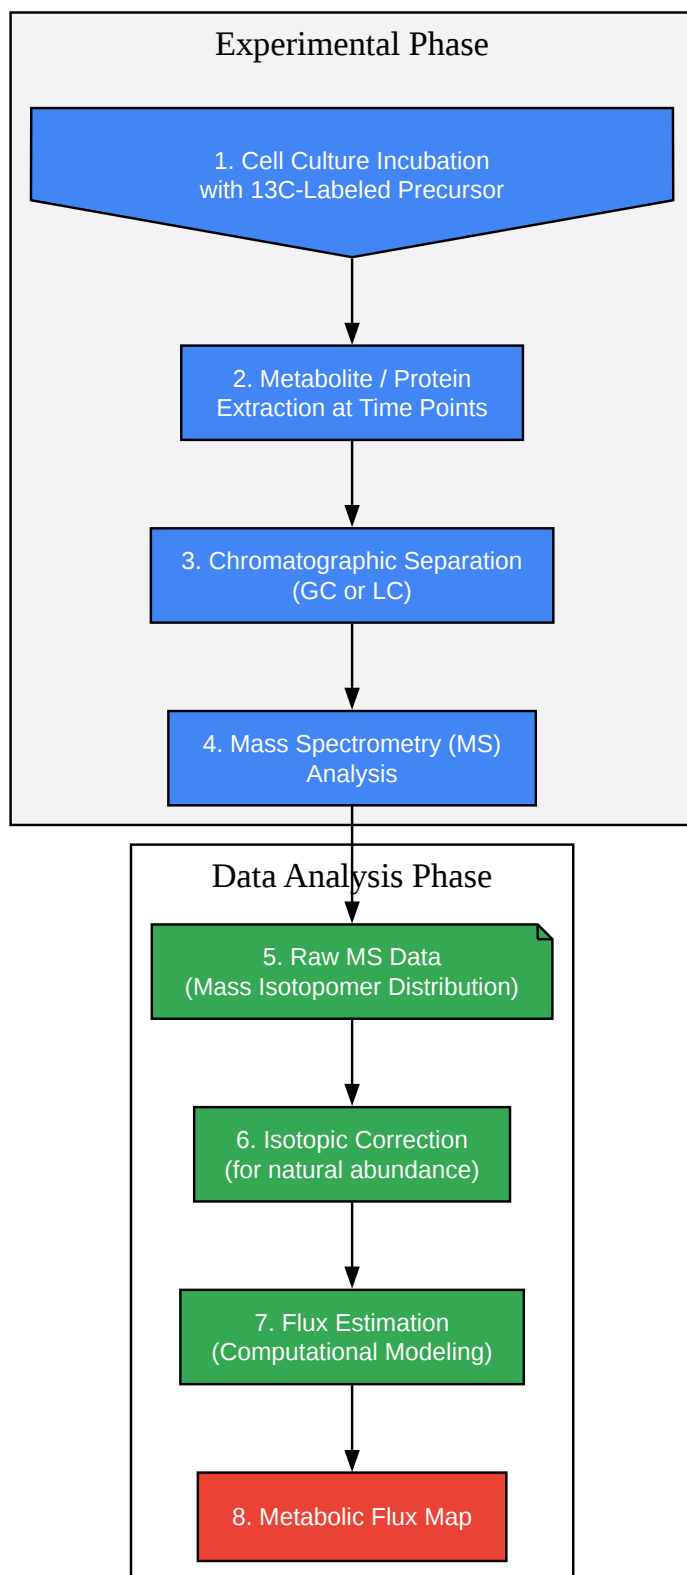 Experimental Phase
1. Cell Culture Incubation
with 13C-Labeled Precursor
2. Metabolite / Protein
Extraction at Time Points
3. Chromatographic Separation
(GC or LC)
4. Mass Spectrometry (MS)
Analysis
Data Analysis Phase
5. Raw MS Data
(Mass Isotopomer Distribution)
6. Isotopic Correction
(for natural abundance)
7. Flux Estimation
(Computational Modeling)
8. Metabolic Flux Map